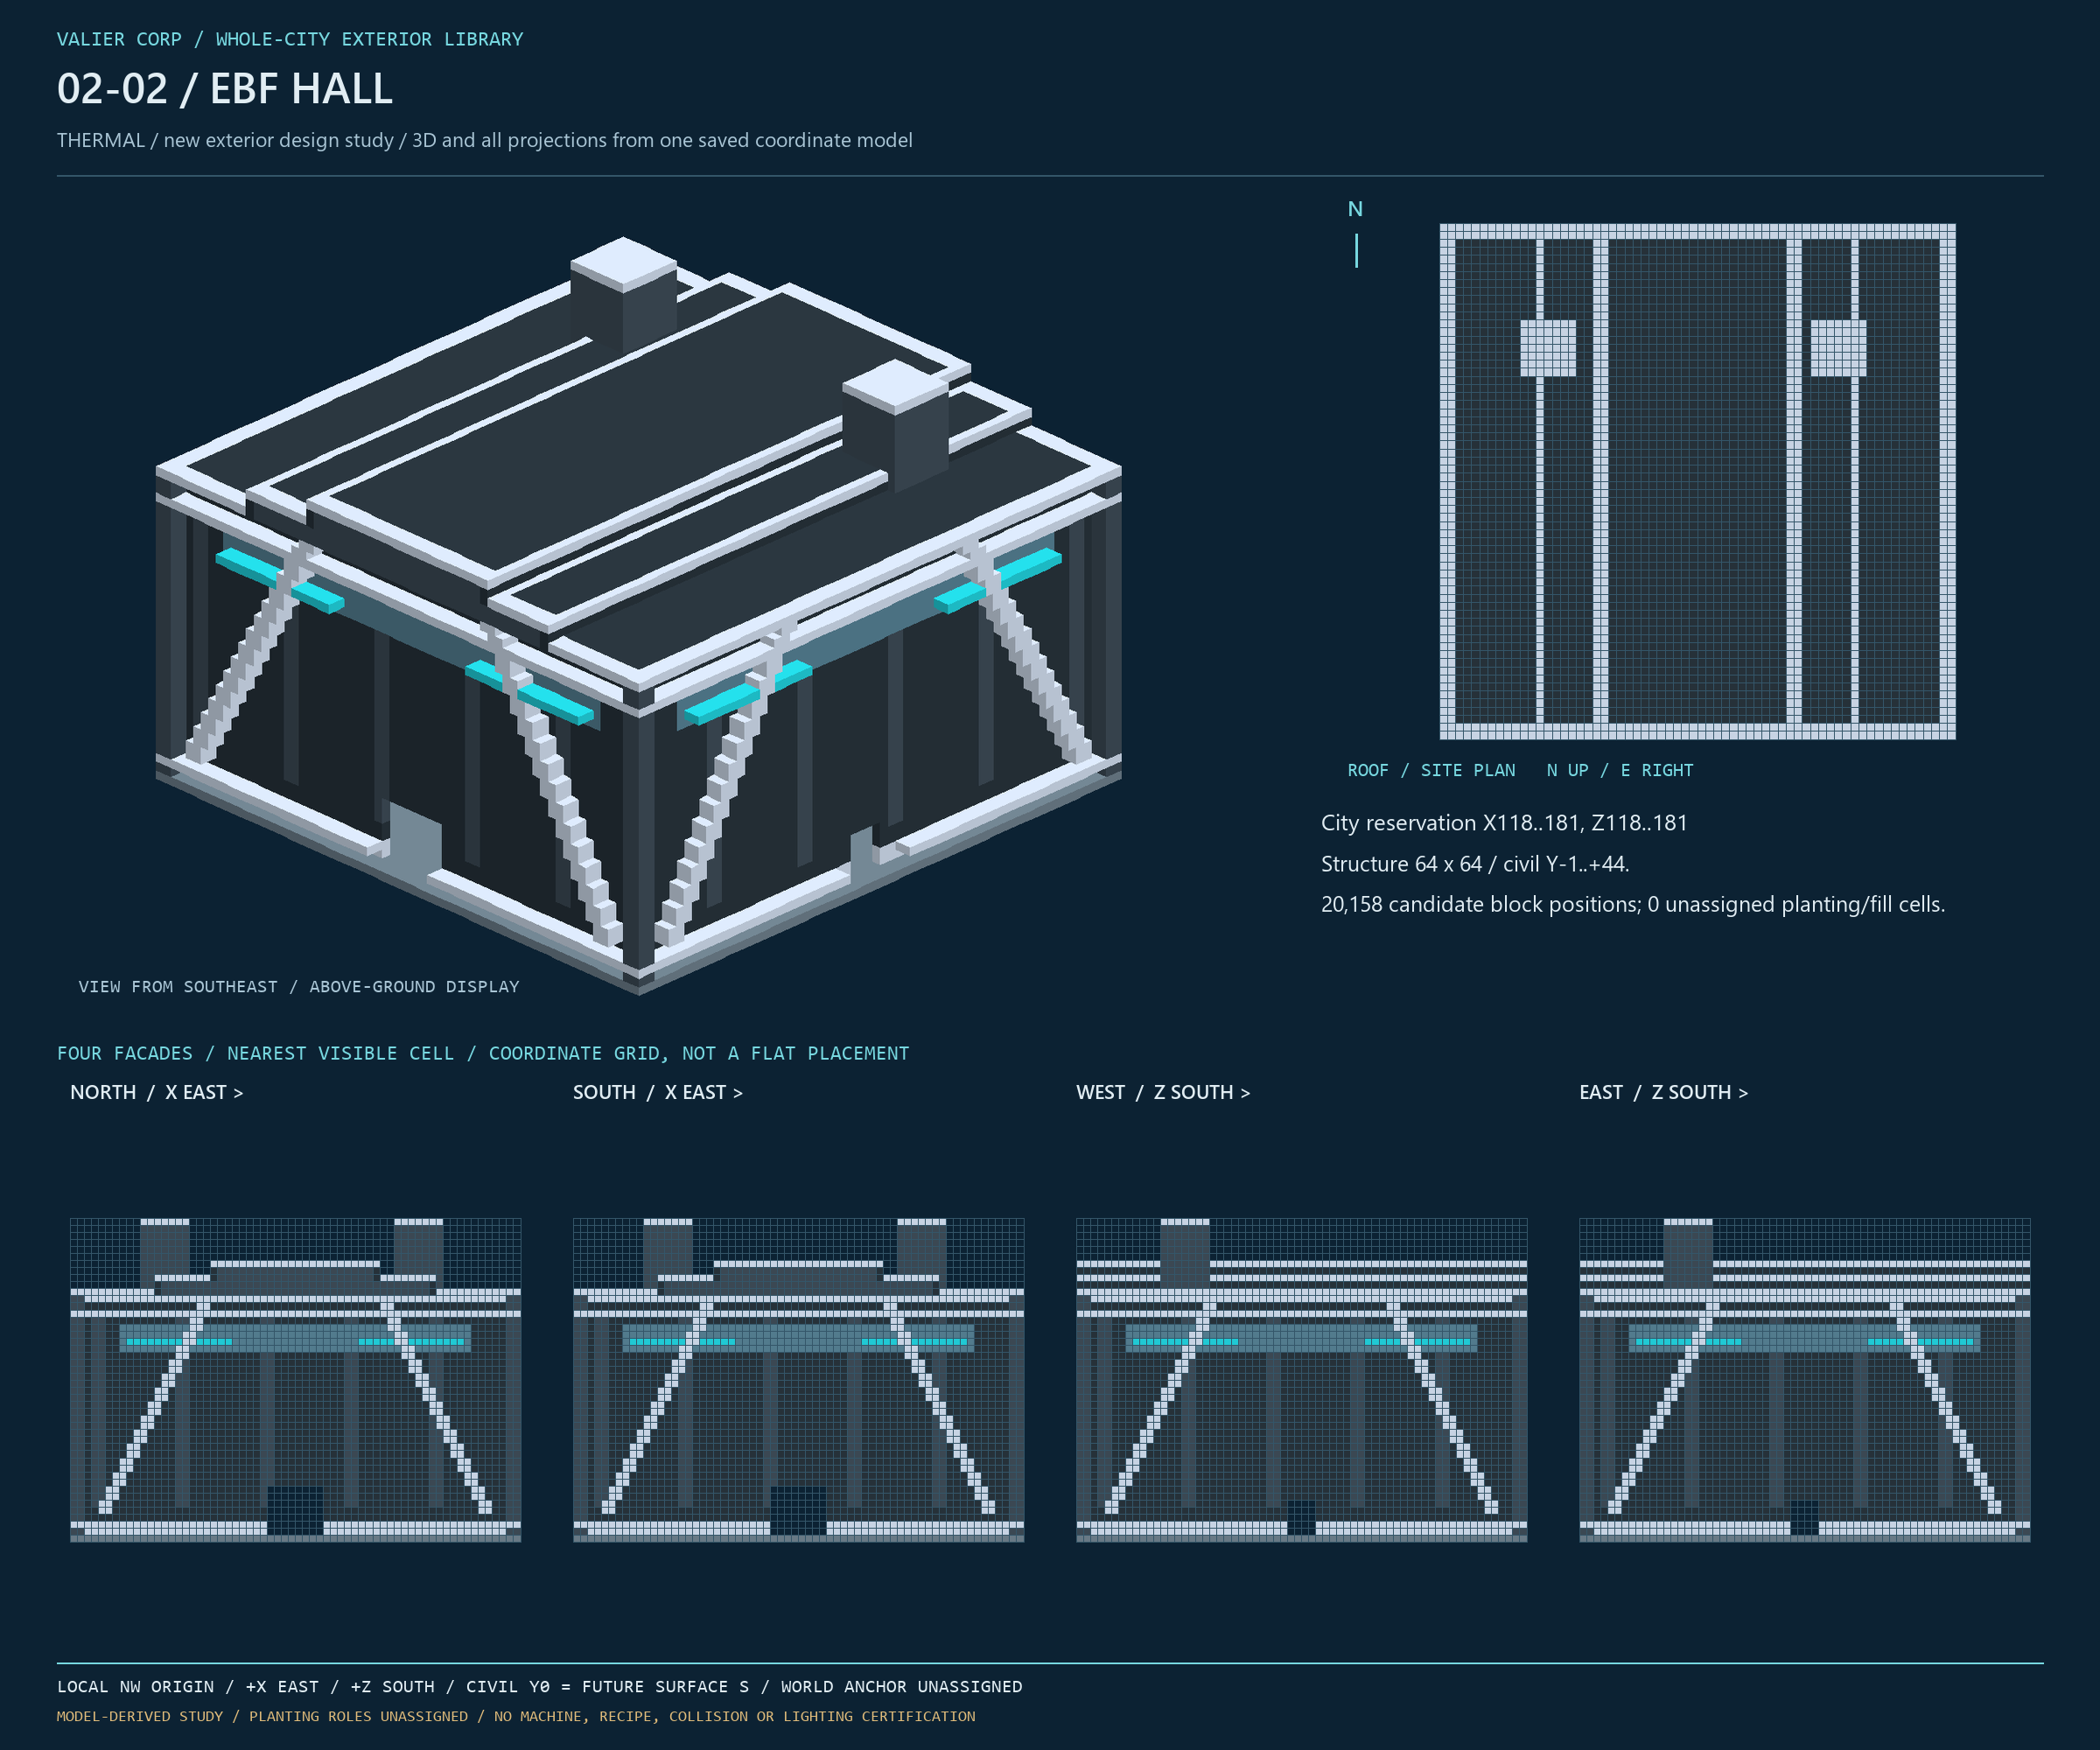 VALIER CORP / WHOLE-CITY EXTERIOR LIBRARY
02-02 / EBF HALL
THERMAL / new exterior design study / 3D and all projections from one saved coordinate model
N
ROOF / SITE PLAN   N UP / E RIGHT
City reservation X118..181, Z118..181
Structure 64 x 64 / civil Y-1..+44.
20,158 candidate block positions; 0 unassigned planting/fill cells.
VIEW FROM SOUTHEAST / ABOVE-GROUND DISPLAY
FOUR FACADES / NEAREST VISIBLE CELL / COORDINATE GRID, NOT A FLAT PLACEMENT
NORTH / X EAST >
SOUTH / X EAST >
WEST / Z SOUTH >
EAST / Z SOUTH >
LOCAL NW ORIGIN / +X EAST / +Z SOUTH / CIVIL Y0 = FUTURE SURFACE S / WORLD ANCHOR UNASSIGNED
MODEL-DERIVED STUDY / PLANTING ROLES UNASSIGNED / NO MACHINE, RECIPE, COLLISION OR LIGHTING CERTIFICATION